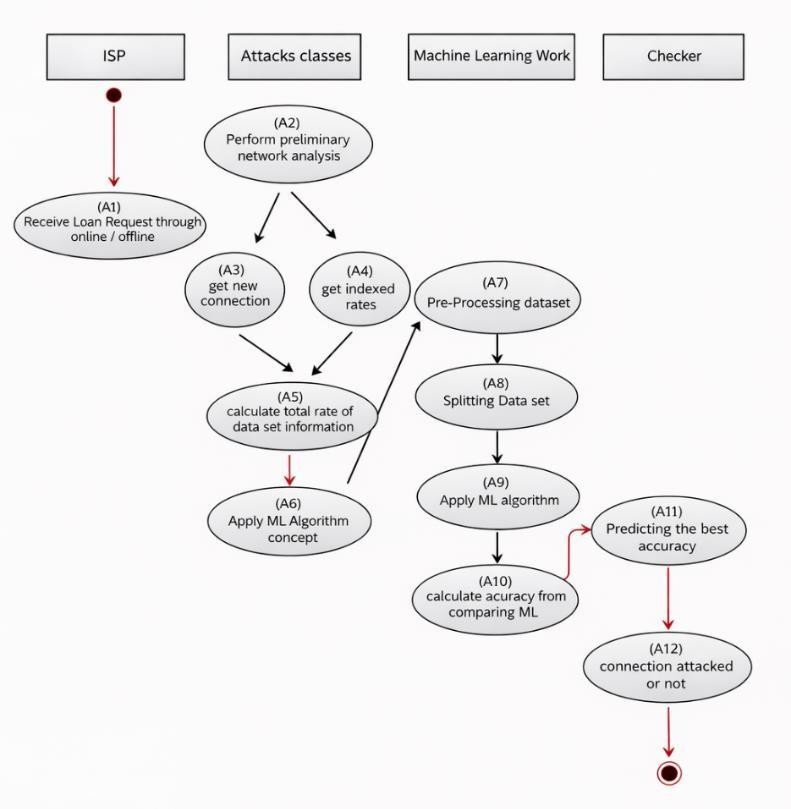 ISP
Attacks classes
Machine Learning Work
Checker
(A1)
Receive Loan Request through
online / offline
(A2)
Perform preliminary
network analysis
(A3)
get new
connection
(A4)
get indexed
rates
(A5)
calculate total rate of
data set information
(A6)
Apply ML Algorithm
concept
(A7)
Pre-Processing dataset
(A8)
Splitting Data set
(A9)
Apply ML algorithm
(A10)
calculate acuracy from
comparing ML
(A11)
Predicting the best
accuracy
(A12)
connection attacked
or not